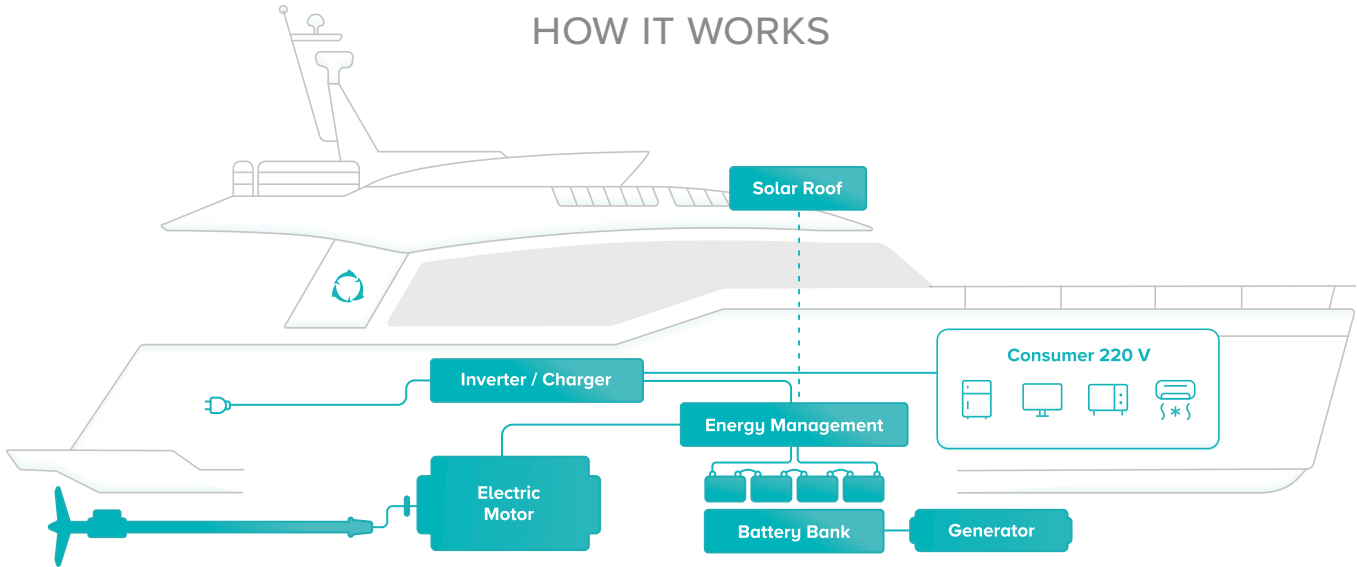 HOW IT WORKS
Solar Roof
Consumer 220 V
Inverter / Charger
Energy Management
Electric
Motor
Battery Bank
Generator